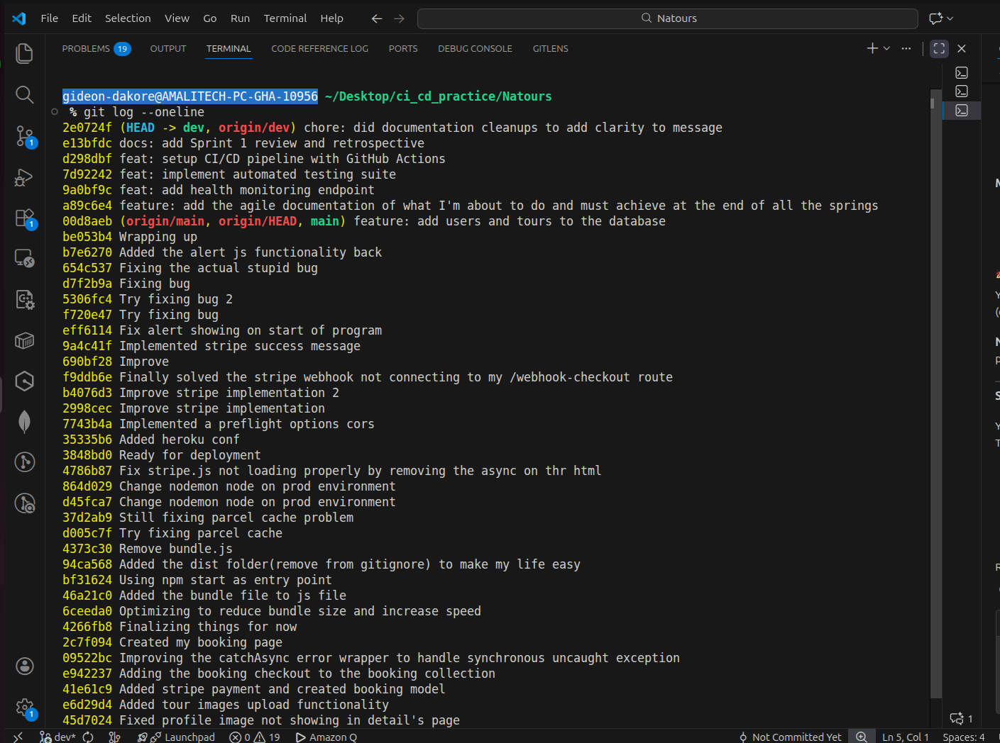 File Edit Selection View Go Run Terminal Help Natours
PROBLEMS 19 OUTPUT TERMINAL CODE REFERENCE LOG PORTS DEBUG CONSOLE GITLENS
gideon-dakore@AMALITECH-PC-GHA-10956 ~/Desktop/ci_cd_practice/Natours
% git log --oneline
2e0724f (HEAD -> dev, origin/dev) chore: did documentation cleanups to add clarity to message
e13bfdc docs: add Sprint 1 review and retrospective
d298dbf feat: setup CI/CD pipeline with GitHub Actions
7d92242 feat: implement automated testing suite
9a0bf9c feat: add health monitoring endpoint
a89c6e4 feature: add the agile documentation of what I'm about to do and must achieve at the end of all the springs
00d8aeb (origin/main, origin/HEAD, main) feature: add users and tours to the database
be053b4 Wrapping up
b7e6270 Added the alert js functionality back
654c537 Fixing the actual stupid bug
d7f2b9a Fixing bug
5306fc4 Try fixing bug 2
f720e47 Try fixing bug
eff6114 Fix alert showing on start of program
9a4c41f Implemented stripe success message
690bf28 Improve
f9ddb6e Finally solved the stripe webhook not connecting to my /webhook-checkout route
b4076d3 Improve stripe implementation 2
2998cec Improve stripe implementation
7743b4a Implemented a preflight options cors
35335b6 Added heroku conf
3848bd0 Ready for deployment
4786b87 Fix stripe.js not loading properly by removing the async on thr html
864d029 Change nodemon node on prod environment
d45fca7 Change nodemon node on prod environment
37d2ab9 Still fixing parcel cache problem
d005c7f Try fixing parcel cache
4373c30 Remove bundle.js
94ca568 Added the dist folder(remove from gitignore) to make my life easy
bf31624 Using npm start as entry point
46a21c0 Added the bundle file to js file
6ceeda0 Optimizing to reduce bundle size and increase speed
4266fb8 Finalizing things for now
2c7f094 Created my booking page
09522bc Improving the catchAsync error wrapper to handle synchronous uncaught exception
e942237 Adding the booking checkout to the booking collection
41e61c9 Added stripe payment and created booking model
e6d29d4 Added tour images upload functionality
45d7024 Fixed profile image not showing in detail's page
1
1
1
1
dev* Launchpad 0 19 Amazon Q Not Committed Yet Ln 5, Col 1 Spaces: 4